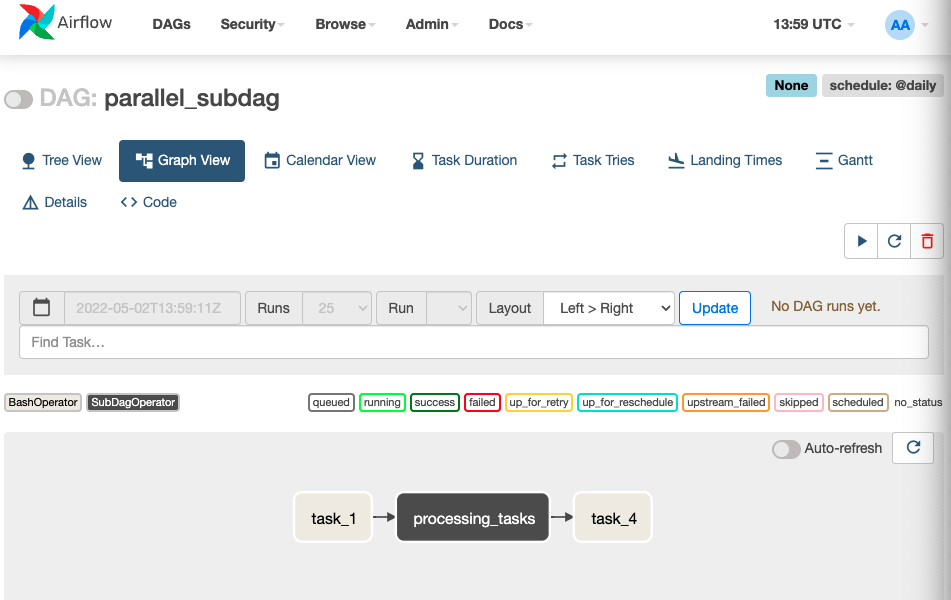 Airflow DAGs Security Browse Admin Docs 13:59 UTC AA
DAG: parallel_subdag None schedule: @daily
Tree View Graph View Calendar View Task Duration Task Tries Landing Times Gantt
Details Code
2022-05-02T13:59:11Z Runs 25 Run Layout Left > Right Update No DAG runs yet.
Find Task…
BashOperator SubDagOperator queued running success failed up_for_retry up_for_reschedule upstream_failed skipped scheduled no_status
Auto-refresh
task_1 processing_tasks task_4